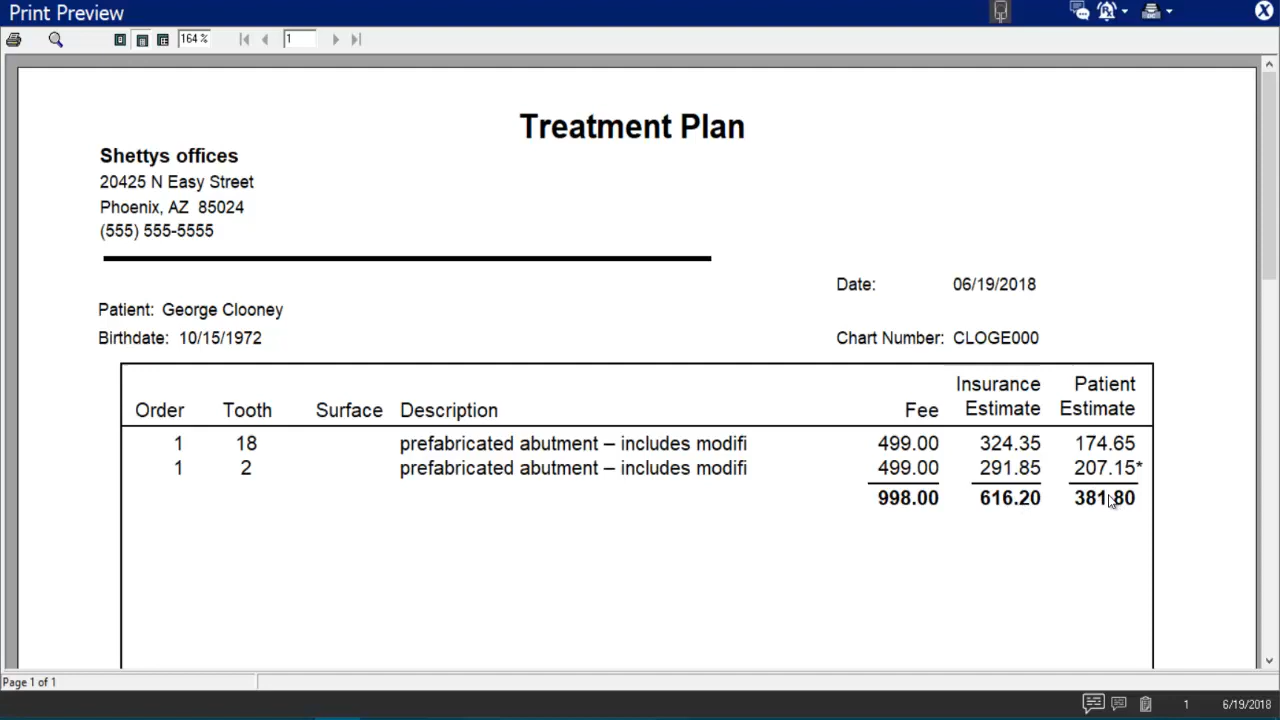 Print Preview
164 %
1
Treatment Plan
Shettys offices
20425 N Easy Street
Phoenix, AZ 85024
(555) 555-5555
Date: 06/19/2018
Patient: George Clooney
Birthdate: 10/15/1972
Chart Number: CLOGE000
Insurance Patient
Order Tooth Surface Description Fee Estimate Estimate
1 18 prefabricated abutment – includes modifi 499.00 324.35 174.65
1 2 prefabricated abutment – includes modifi 499.00 291.85 207.15*
998.00 616.20 381.80
Page 1 of 1
1 6/19/2018